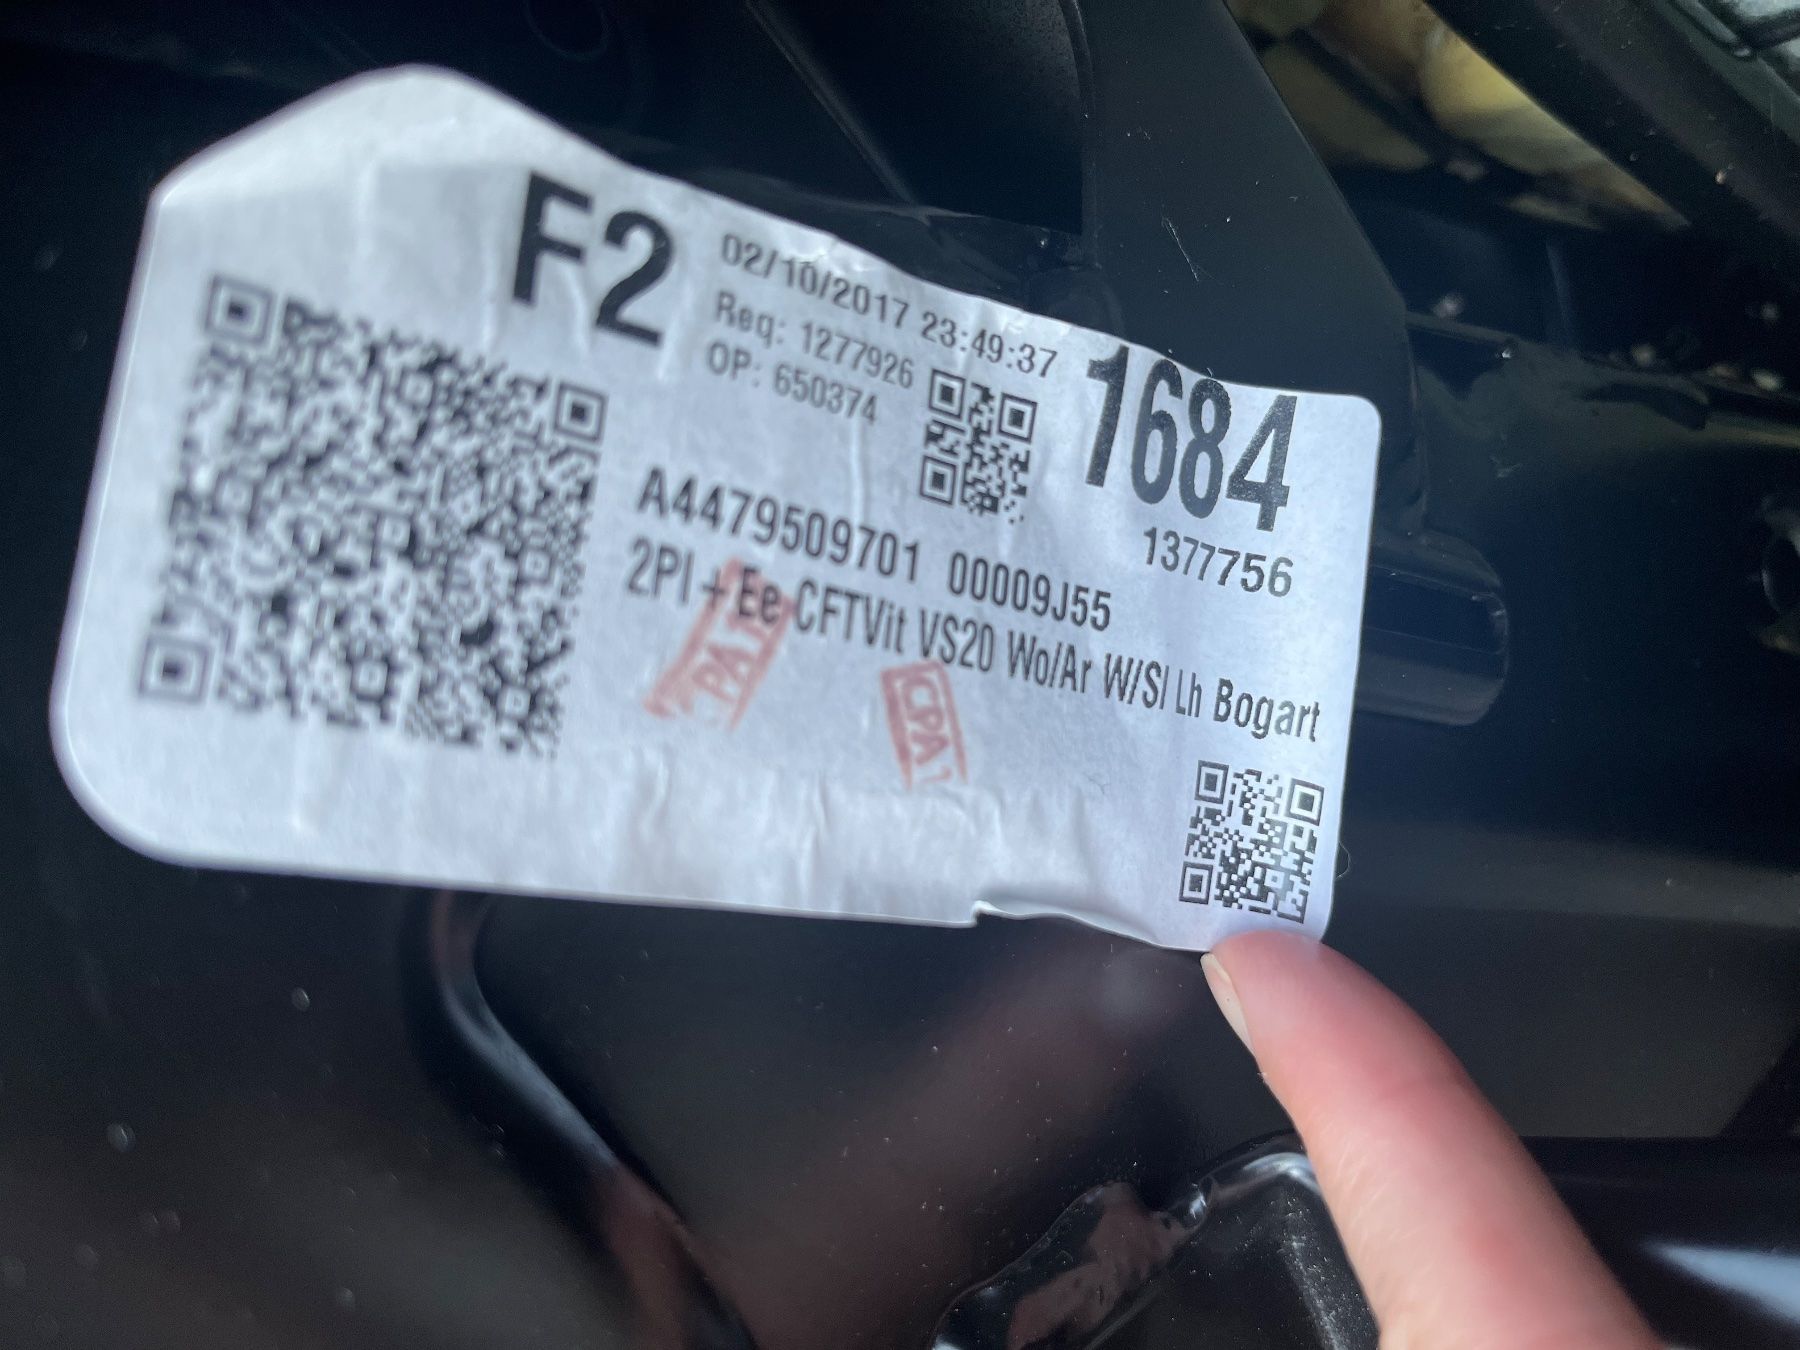 F2
02/10/2017 23:49:37
Req: 1277926
OP: 650374
1684
1377756
A4479509701 00009J55
2Pl + Ee CFTVit VS20 Wo/Ar W/Sl Lh Bogart
CPA